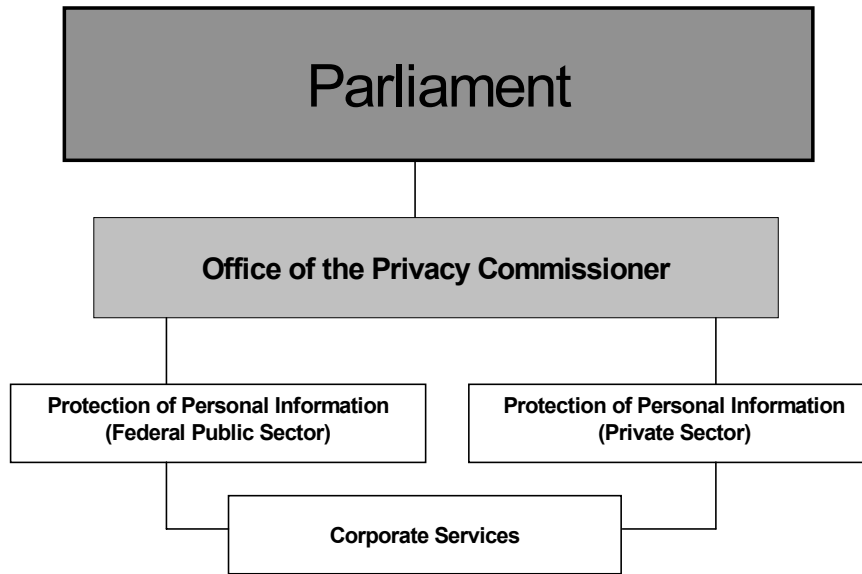 Parliament
Office of the Privacy Commissioner
Protection of Personal Information
(Federal Public Sector)
Protection of Personal Information
(Private Sector)
Corporate Services